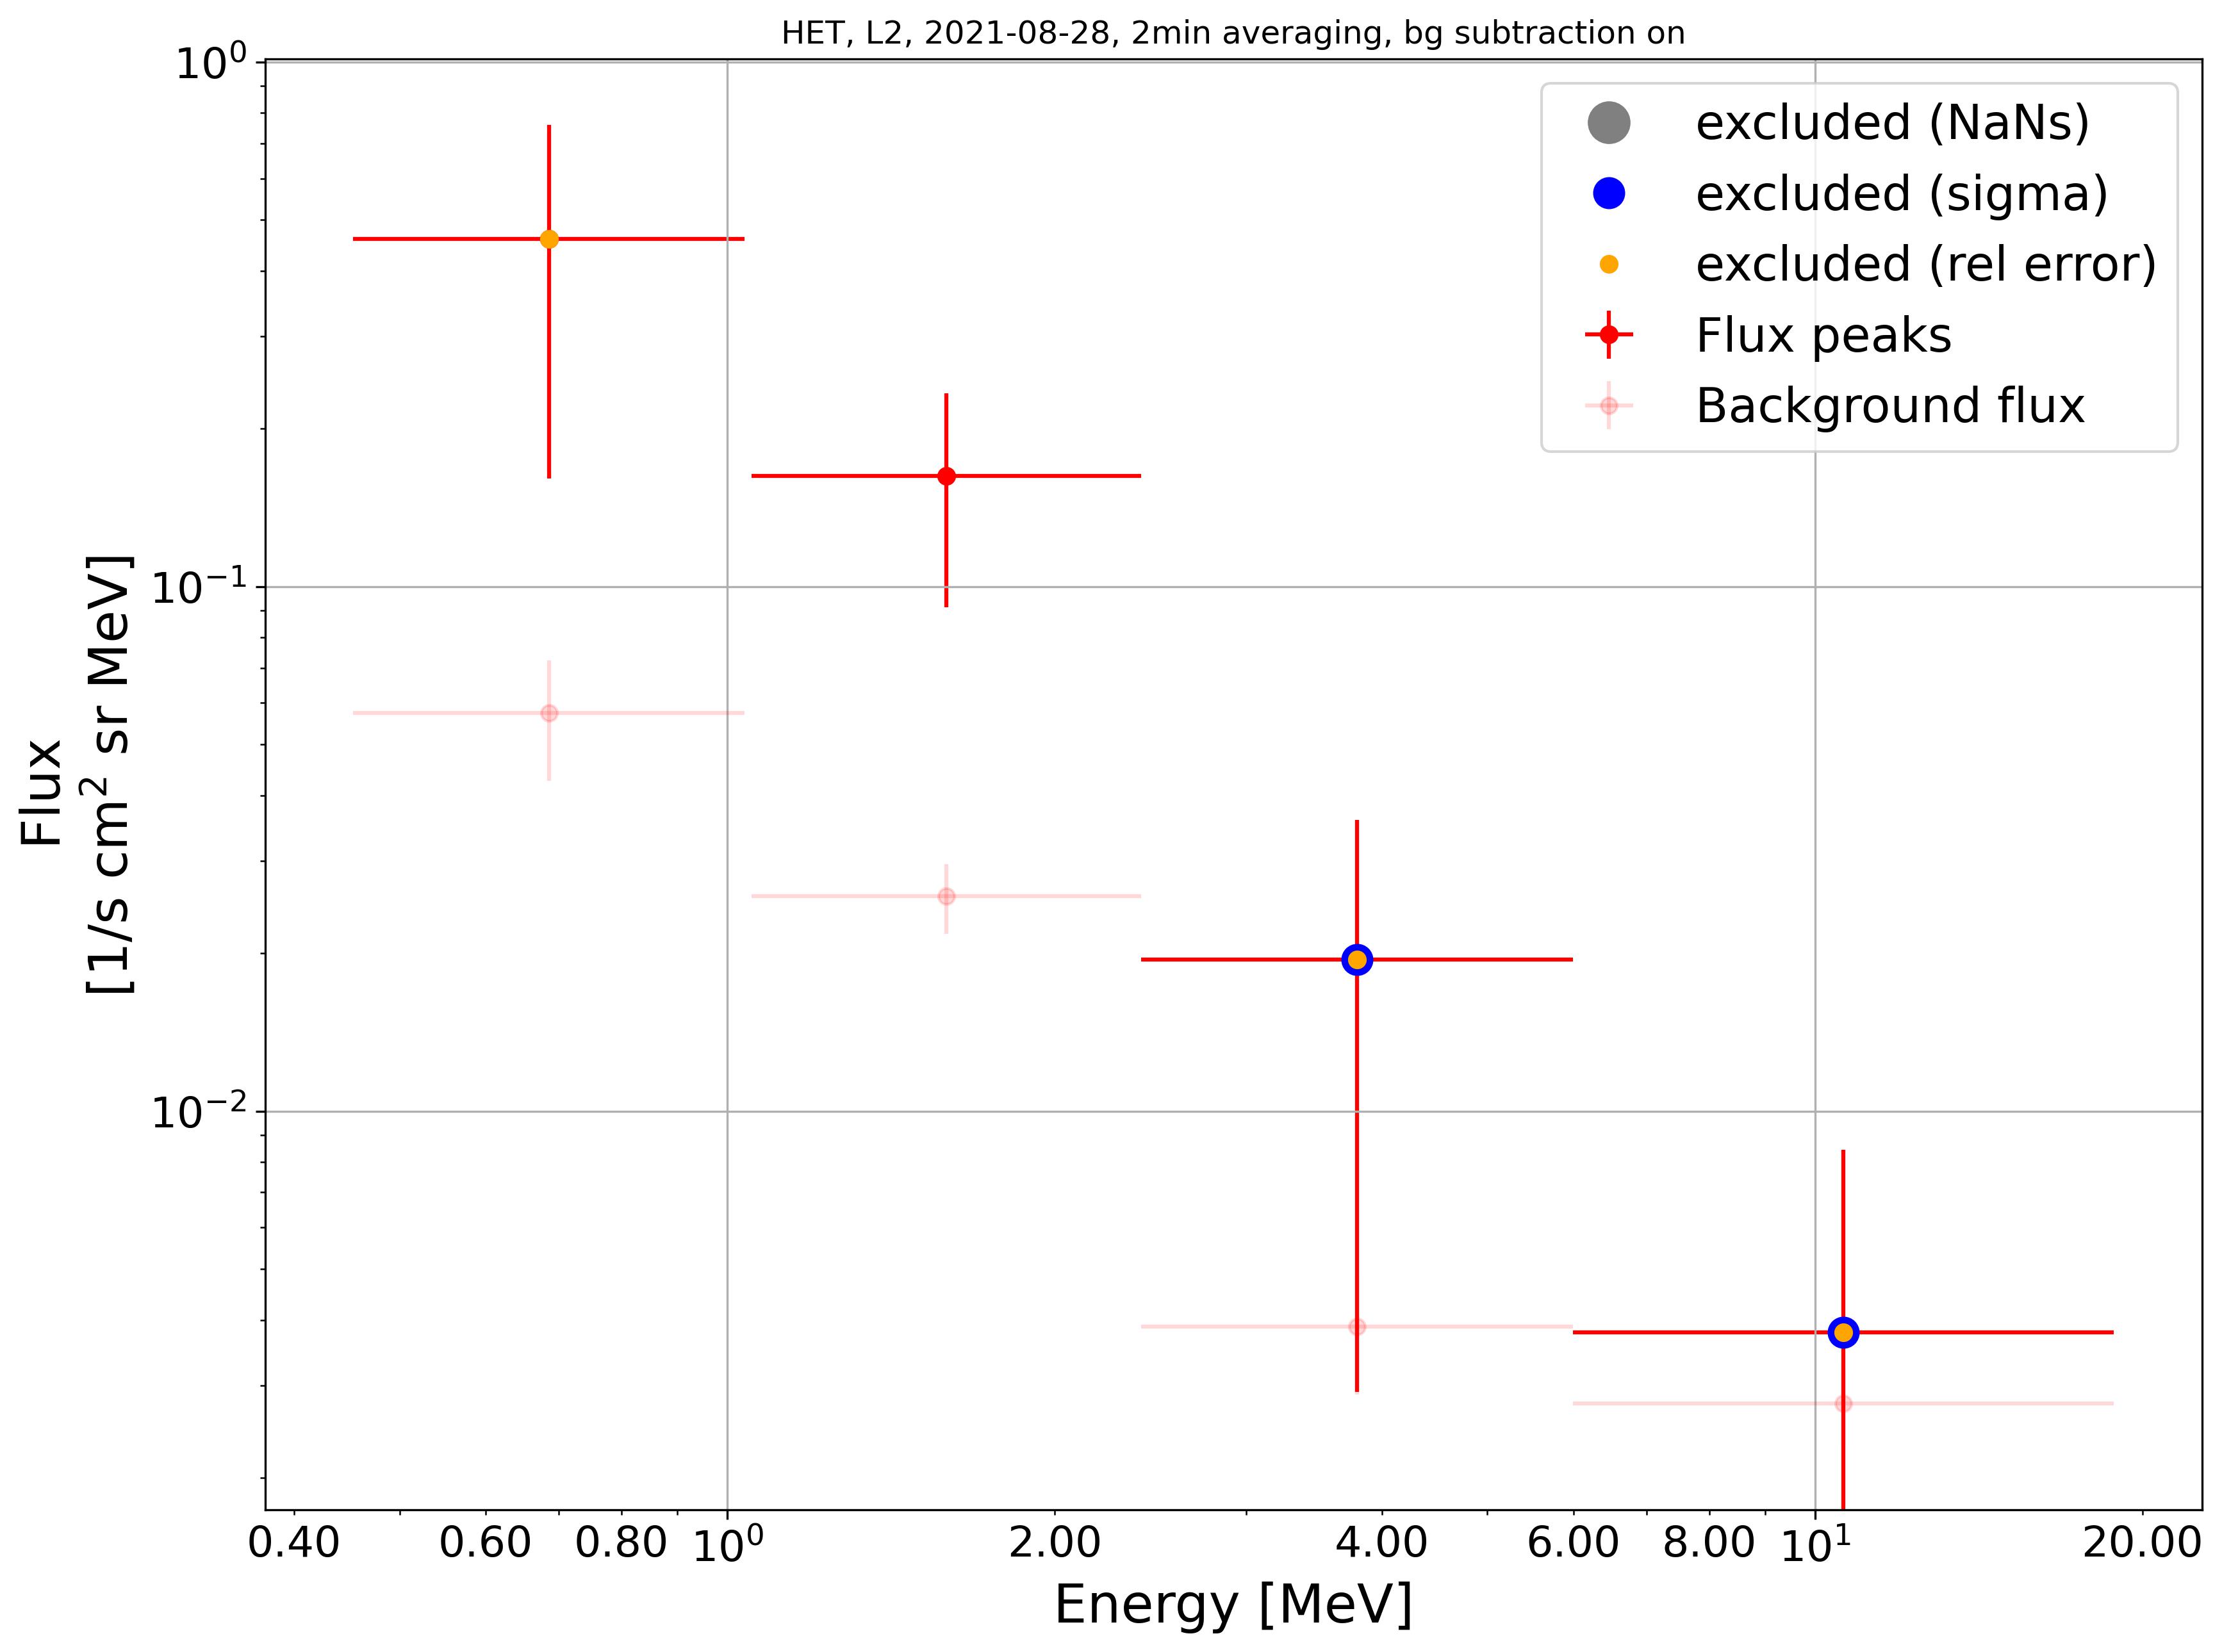 HET, L2, 2021-08-28, 2min averaging, bg subtraction on
excluded (NaNs)
excluded (sigma)
excluded (rel error)
Flux peaks
Background flux
10⁰
10⁻¹
10⁻²
Flux
[1/s cm² sr MeV]
0.40 0.60 0.80 10⁰ 2.00 4.00 6.00 8.00 10¹ 20.00
Energy [MeV]